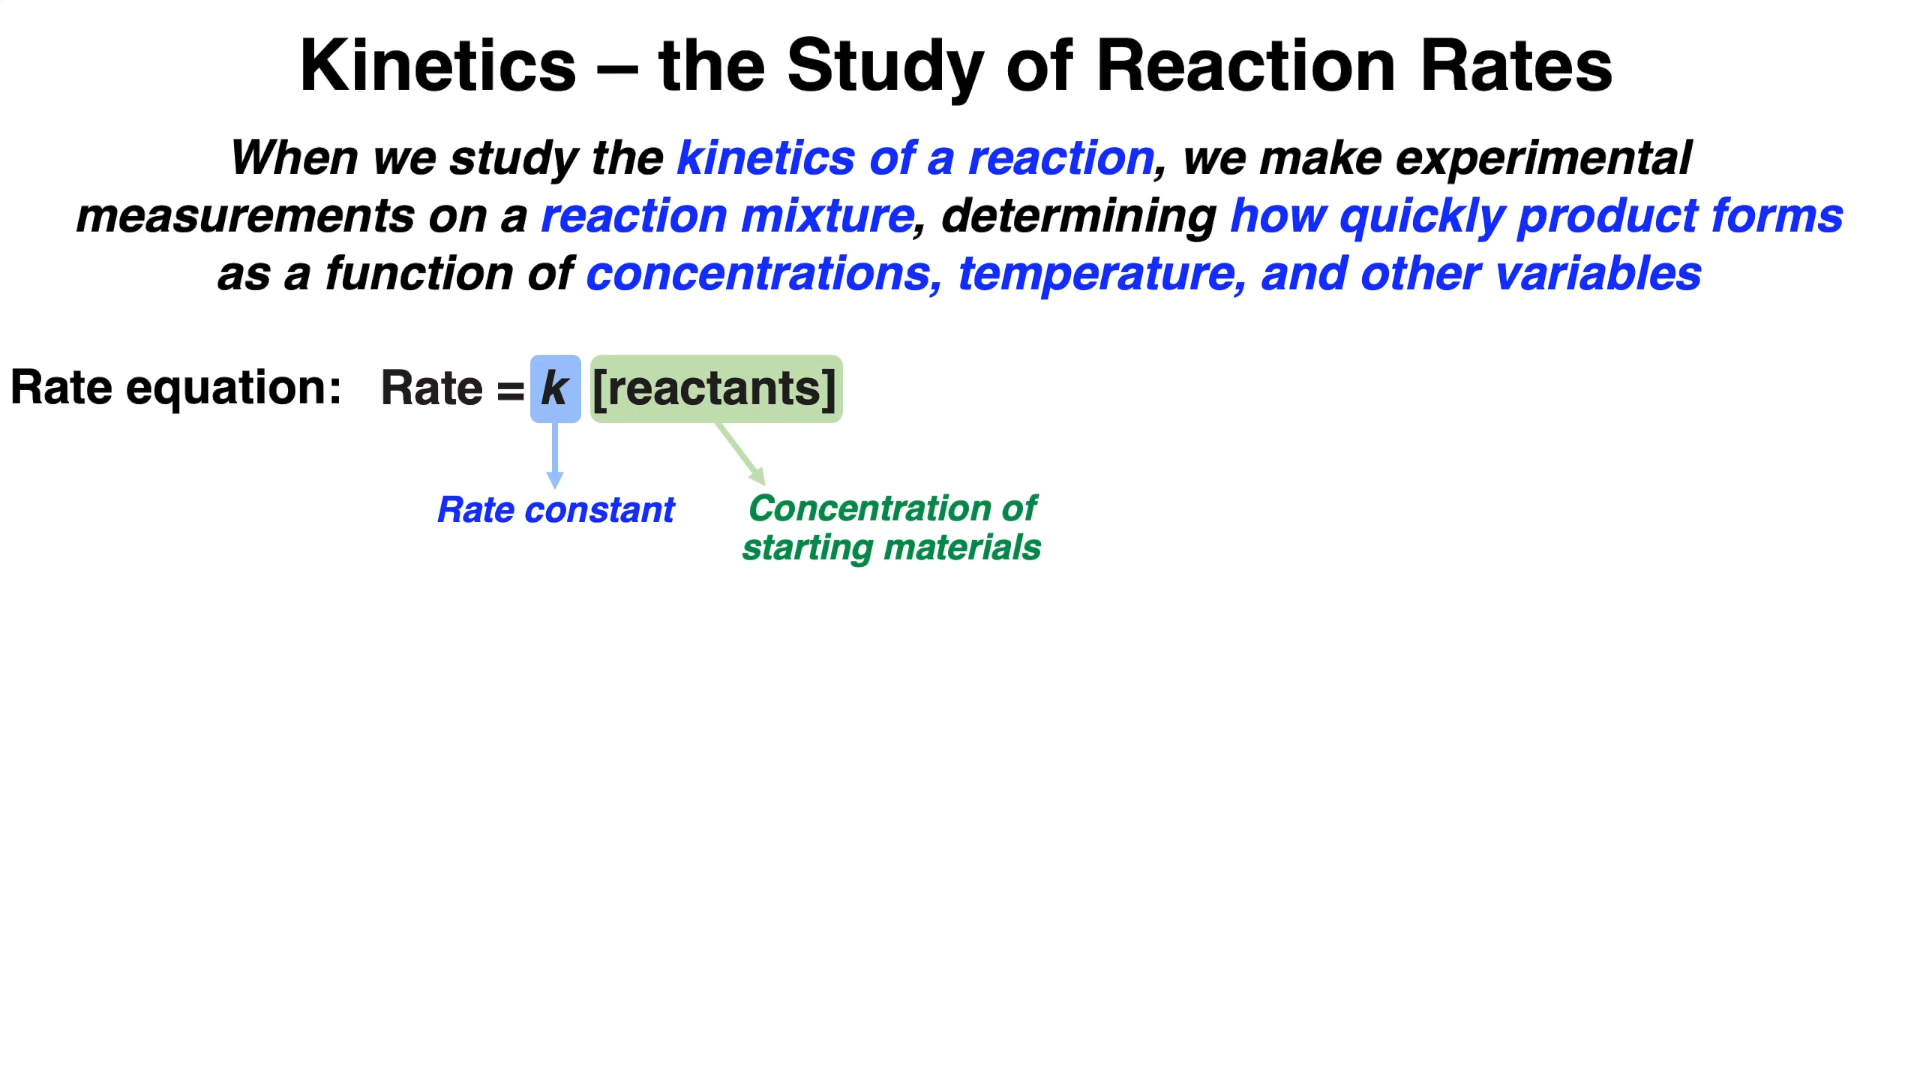 Kinetics – the Study of Reaction Rates
When we study the kinetics of a reaction, we make experimental
measurements on a reaction mixture, determining how quickly product forms
as a function of concentrations, temperature, and other variables
Rate equation: Rate = k [reactants]
Rate constant
Concentration of
starting materials